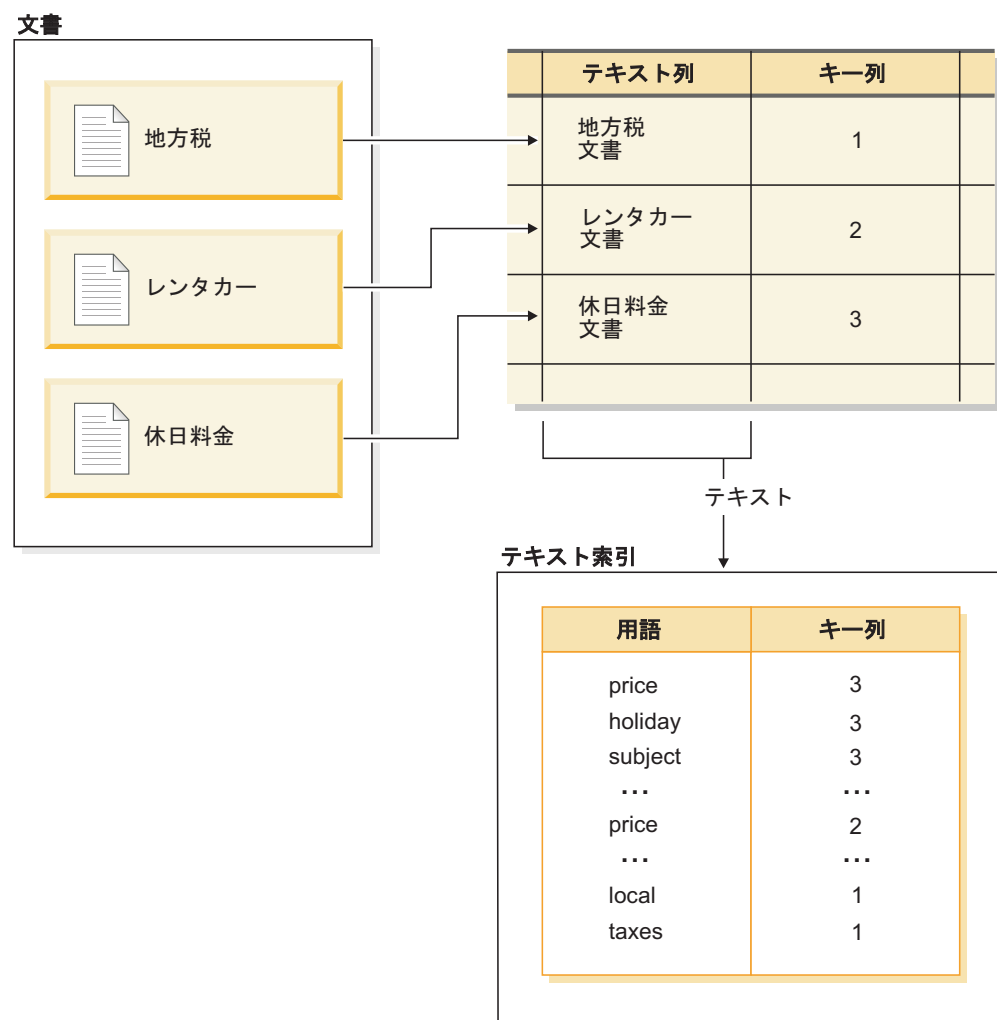 文書
地方税
レンタカー
休日料金
テキスト列 キー列
地方税
文書
1
レンタカー
文書
2
休日料金
文書
3
テキスト
テキスト索引
用語 キー列
price 3
holiday 3
subject 3
... ...
price 2
... ...
local 1
taxes 1